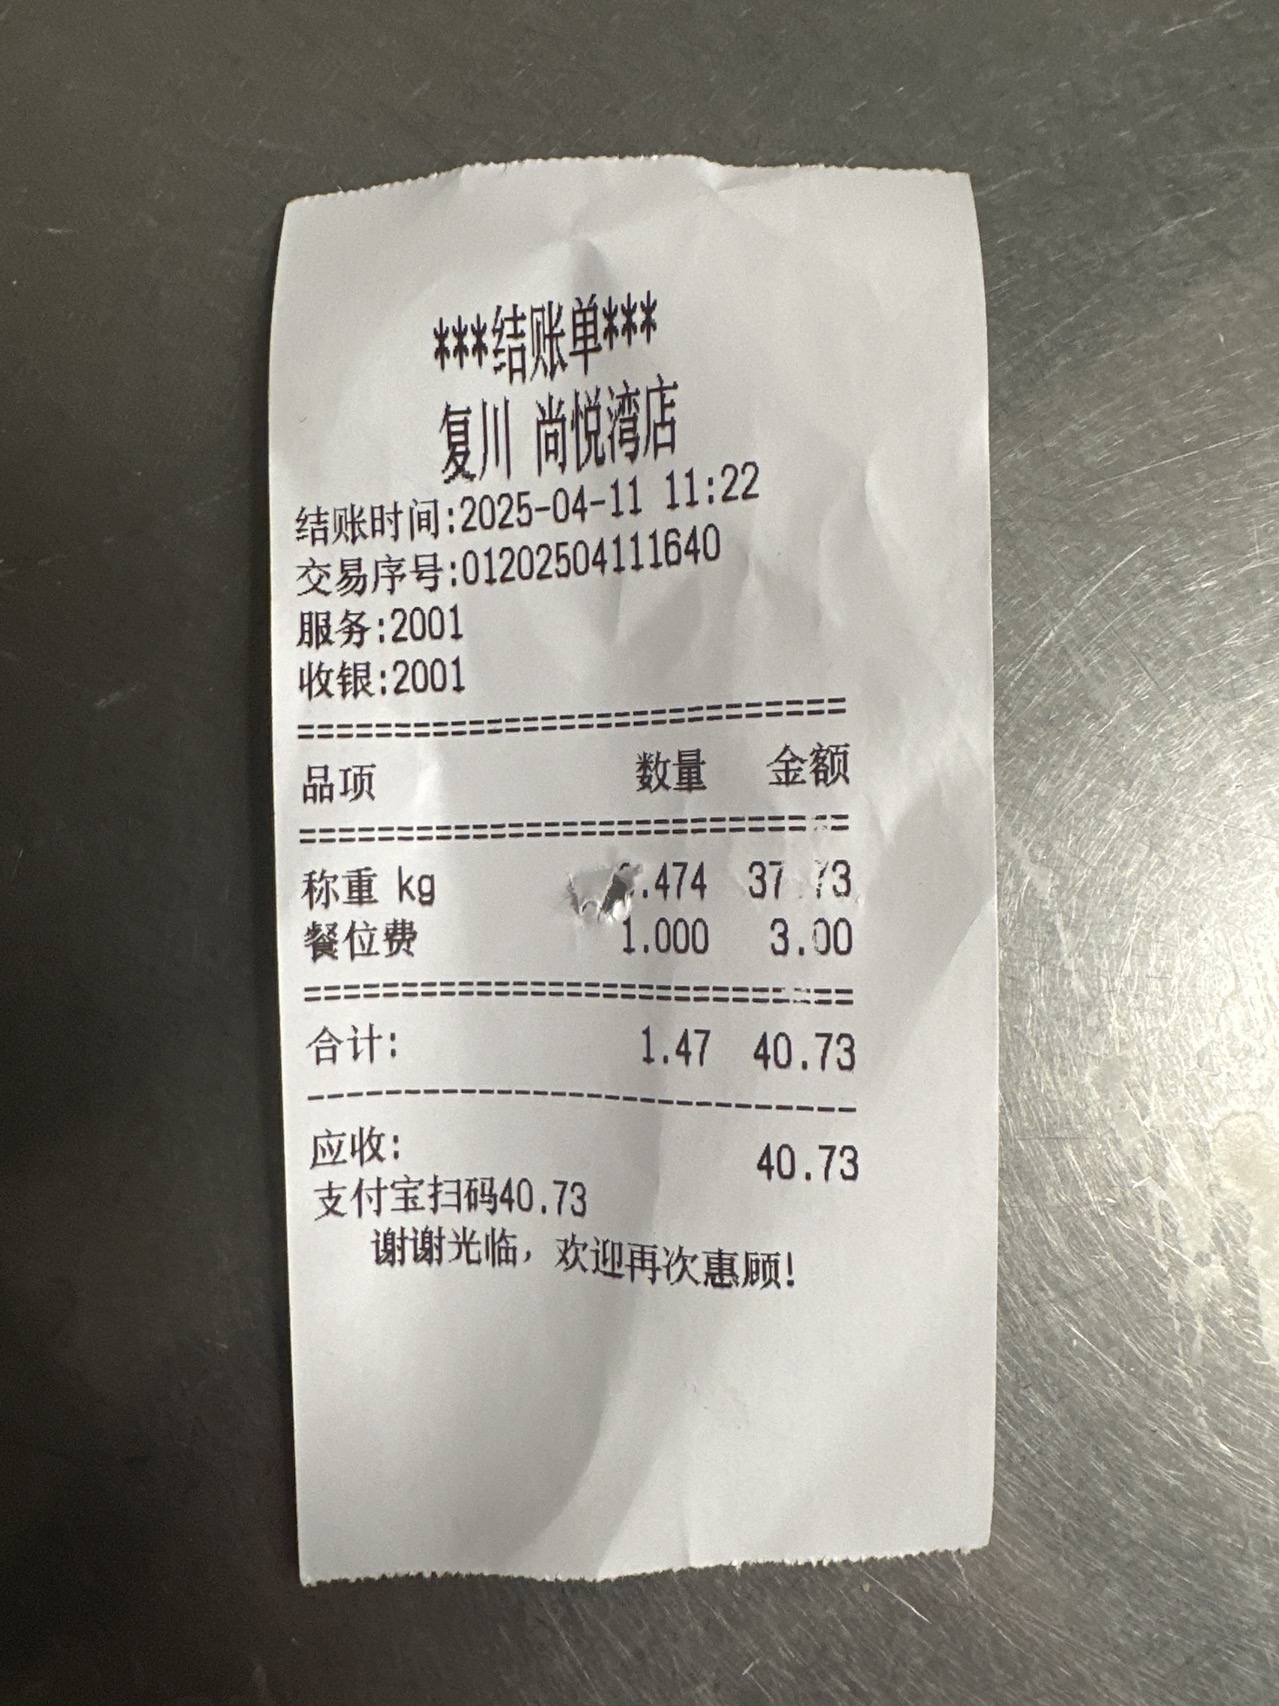 ***结账单***
复川 尚悦湾店
结账时间:2025-04-11 11:22
交易序号:01202504111640
服务:2001
收银:2001
===========================
品项 数量 金额
===========================
称重 kg .474 37 73
餐位费 1.000 3.00
===========================
合计: 1.47 40.73
---------------------------
应收: 40.73
支付宝扫码40.73
谢谢光临，欢迎再次惠顾!